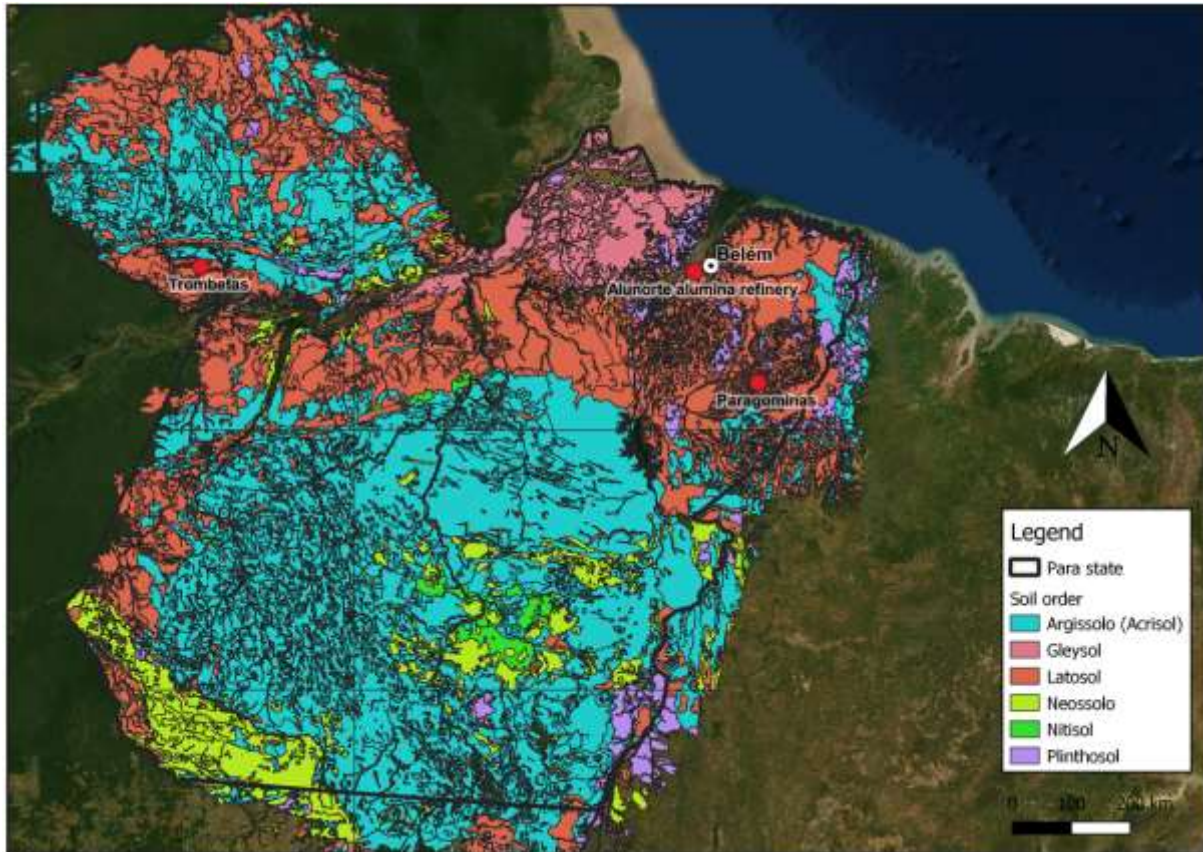 Belém
Trombetas
Alunorte alumina refinery
Paragominas
N
Legend
Para state
Soil order
Argissolo (Acrisol)
Gleysol
Latosol
Neossolo
Nitisol
Plinthosol
0 100 200 km